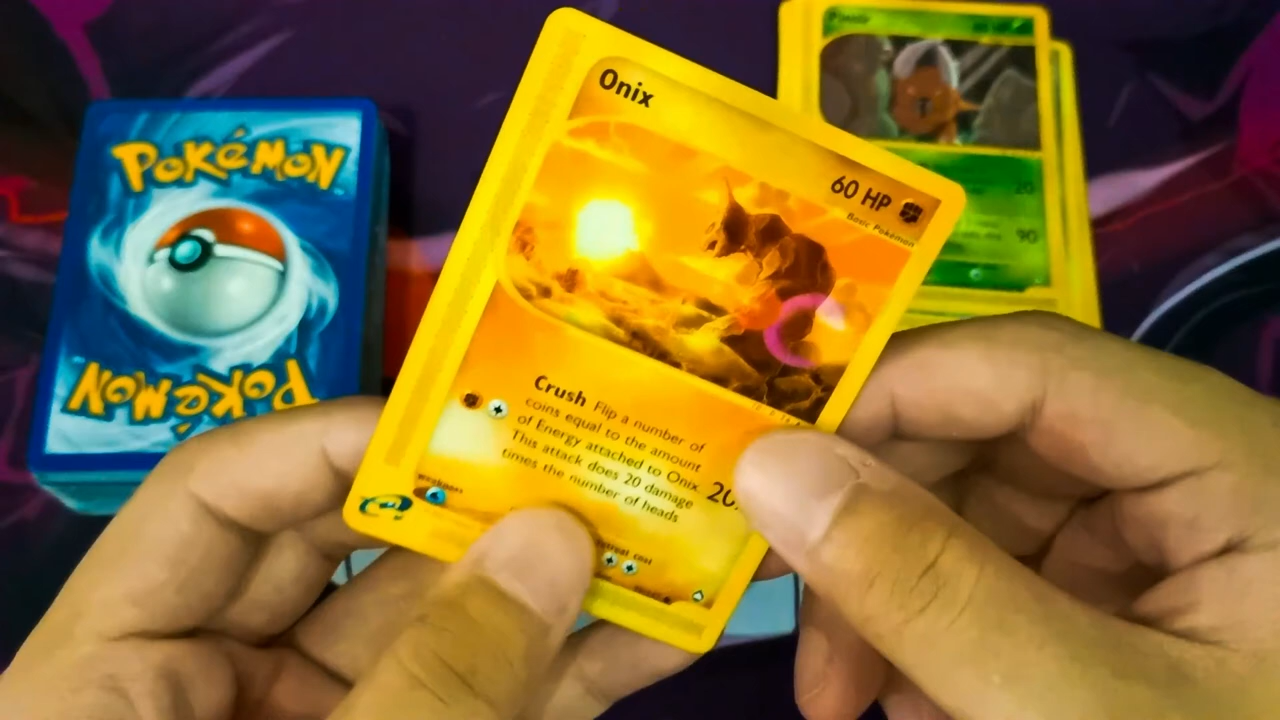 POKÉMON
POKÉMON
Onix
60 HP
Basic Pokémon
Crush Flip a number of
coins equal to the amount
of Energy attached to Onix.
This attack does 20 damage
times the number of heads
20
weakness
retreat cost
e
Pinsir
20
90